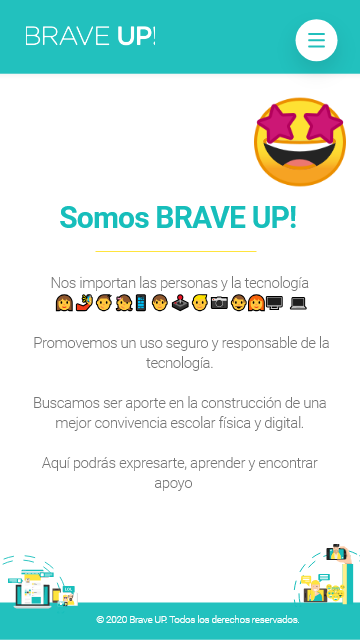 BRAVE UP!
Somos BRAVE UP!
Nos importan las personas y la tecnología
Promovemos un uso seguro y responsable de la
tecnología.
Buscamos ser aporte en la construcción de una
mejor convivencia escolar física y digital.
Aquí podrás expresarte, aprender y encontrar
apoyo
© 2020 Brave UP. Todos los derechos reservados.